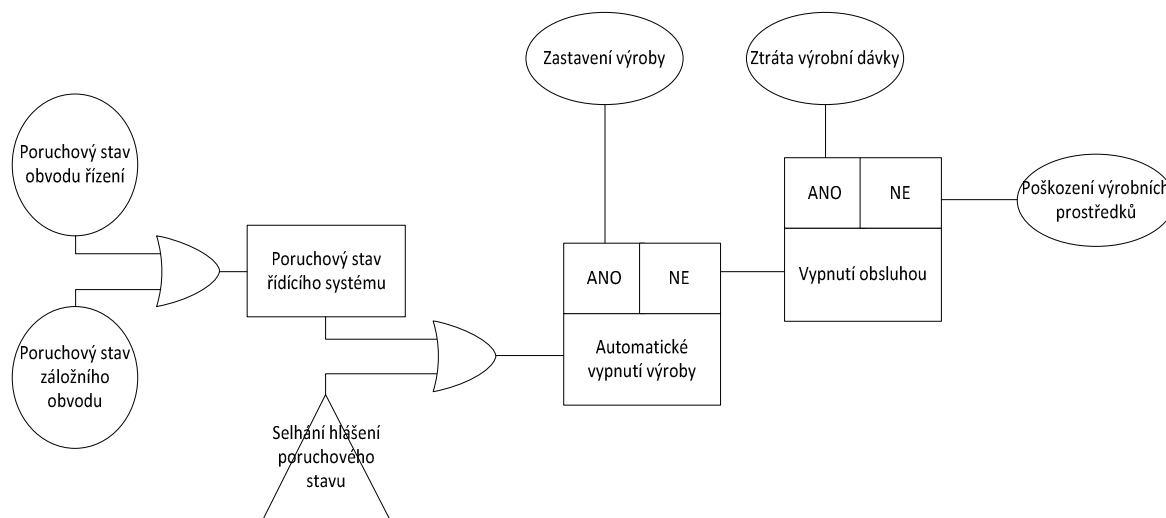 Zastavení výroby
Ztráta výrobní dávky
Poruchový stav
obvodu řízení
ANO
NE
Poškození výrobních
prostředků
Poruchový stav
řídícího systému
ANO
NE
Vypnutí obsluhou
Poruchový stav
záložního
obvodu
Automatické
vypnutí výroby
Selhání hlášení
poruchového
stavu